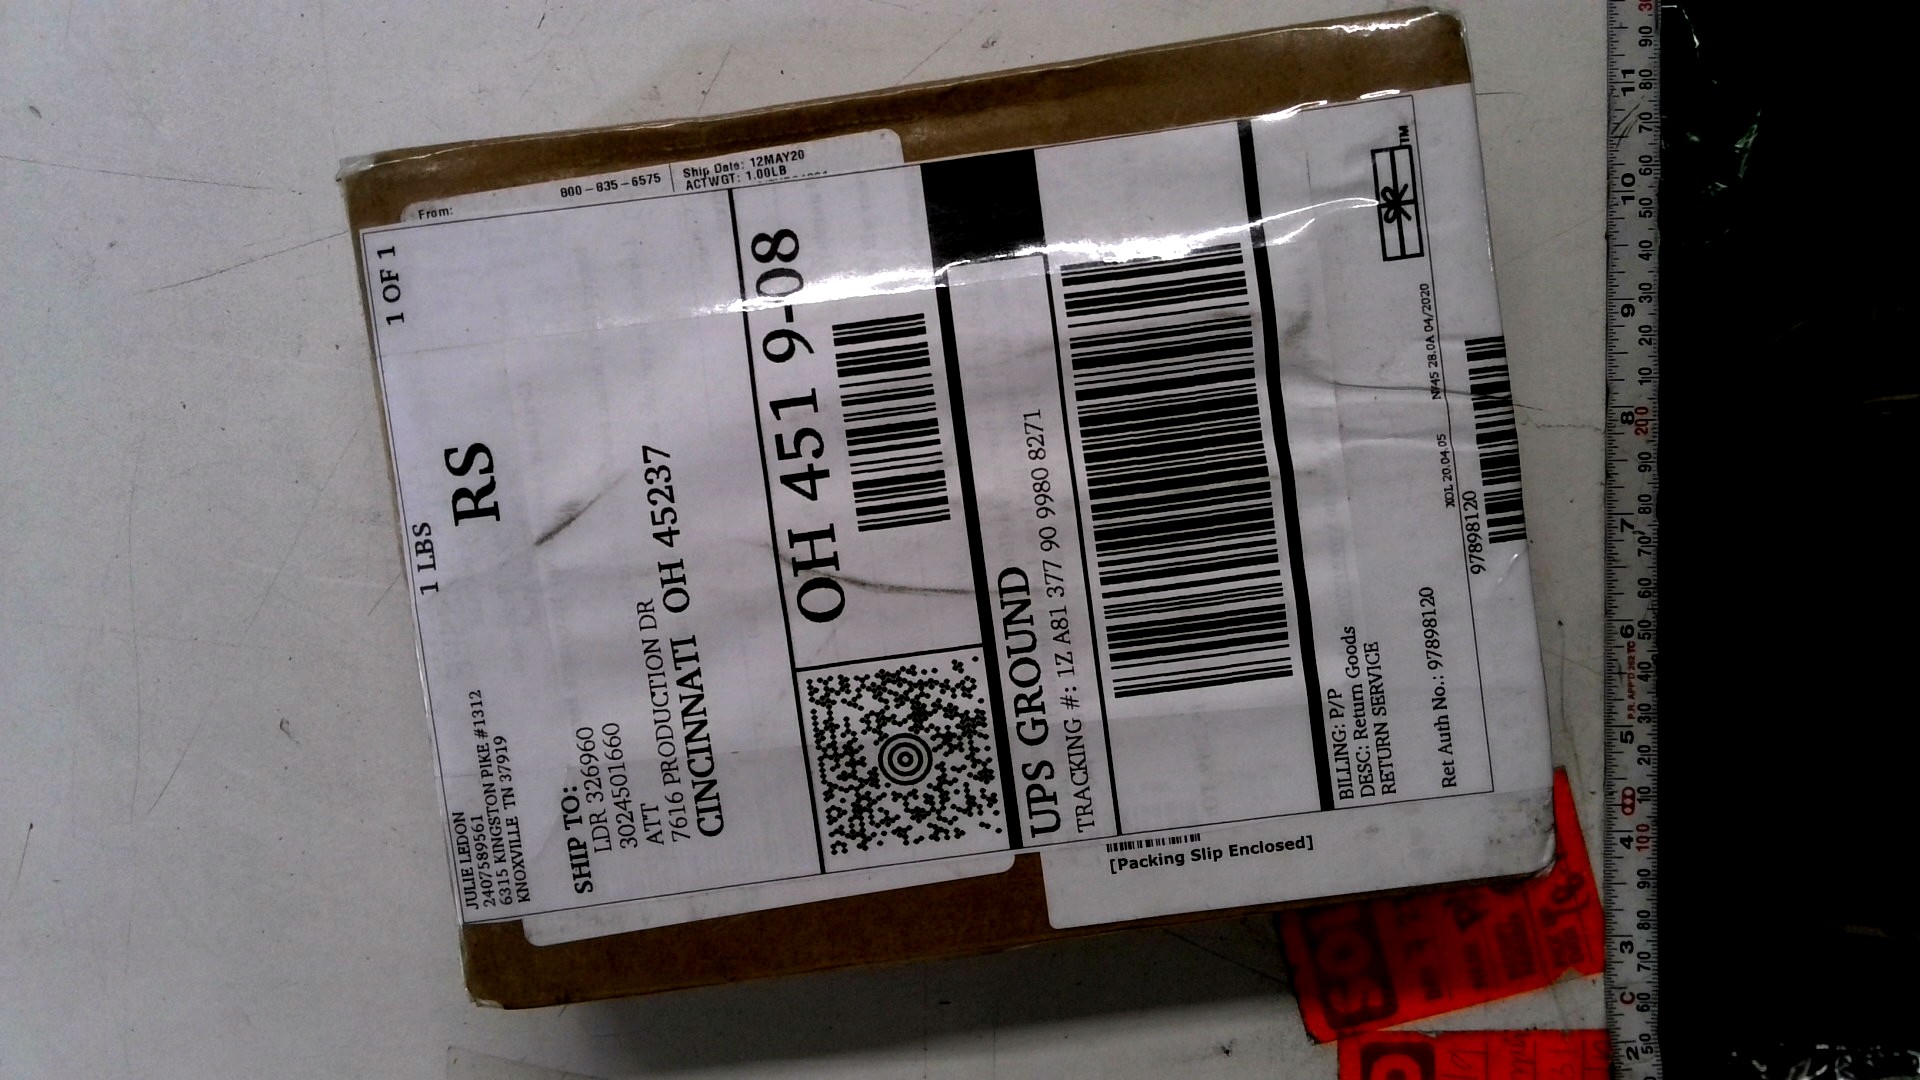 From:
800-835-6575
Ship Date: 12MAY20
ACTWGT: 1.00LB
JULIE LEDON
2407589561
6315 KINGSTON PIKE #1312
KNOXVILLE TN 37919
1 LBS
1 OF 1
RS
SHIP TO:
LDR 326960
3024501660
ATT
7616 PRODUCTION DR
CINCINNATI OH 45237
OH 451 9-08
UPS GROUND
TRACKING #: 1Z A81 377 90 9980 8271
BILLING: P/P
DESC: Return Goods
RETURN SERVICE
Ret Auth No.: 97898120
TM
XOL 20.04.05
NV45 28.0A 04/2020
97898120
[Packing Slip Enclosed]